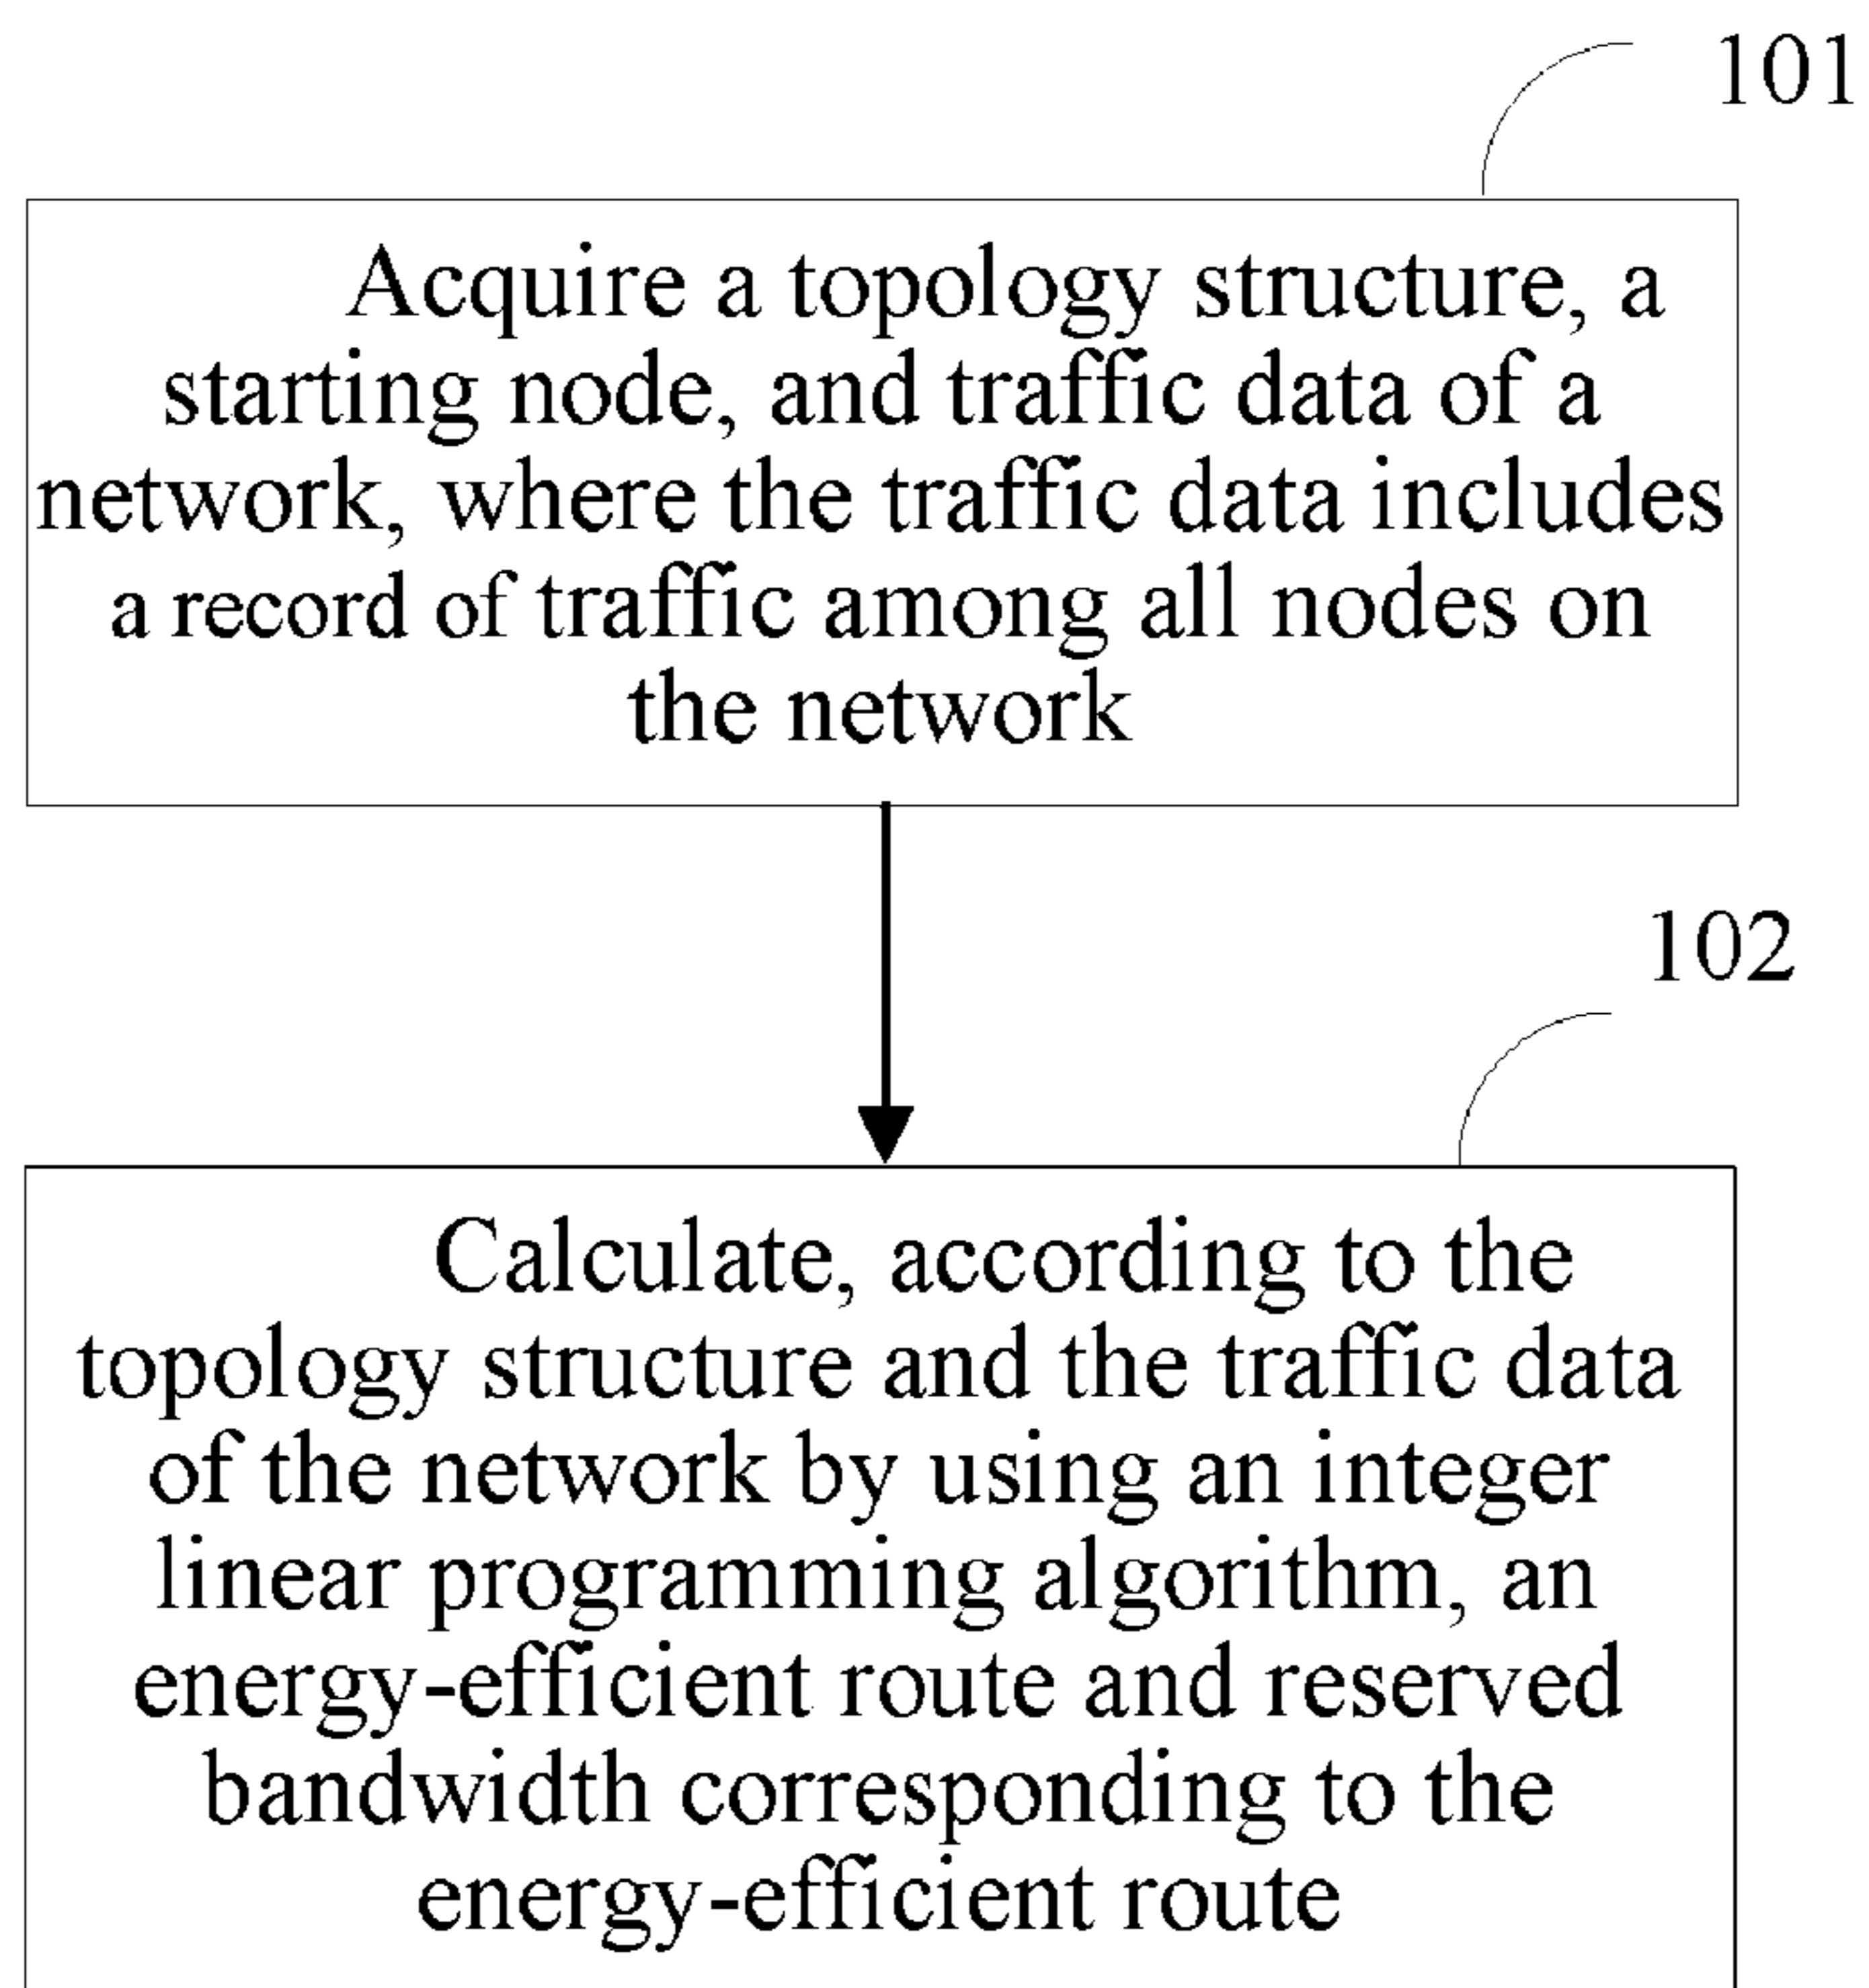 101
Acquire a topology structure, a
starting node, and traffic data of a
network, where the traffic data includes
a record of traffic among all nodes on
the network
102
Calculate, according to the
topology structure and the traffic data
of the network by using an integer
linear programming algorithm, an
energy-efficient route and reserved
bandwidth corresponding to the
energy-efficient route